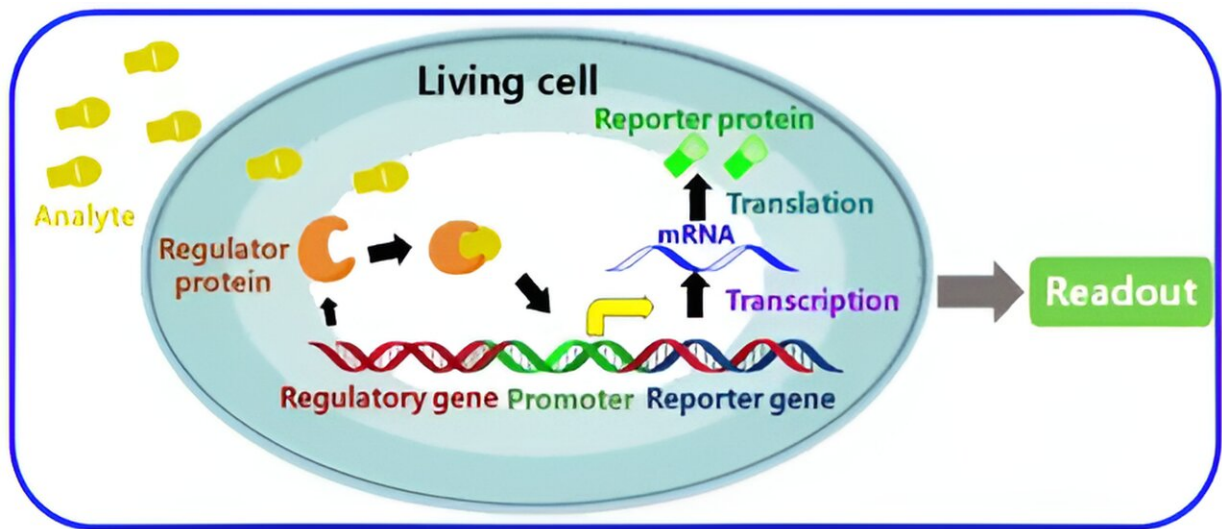 Living cell
Reporter protein
Analyte
Translation
mRNA
Regulator
protein
Transcription
Readout
Regulatory gene Promoter Reporter gene